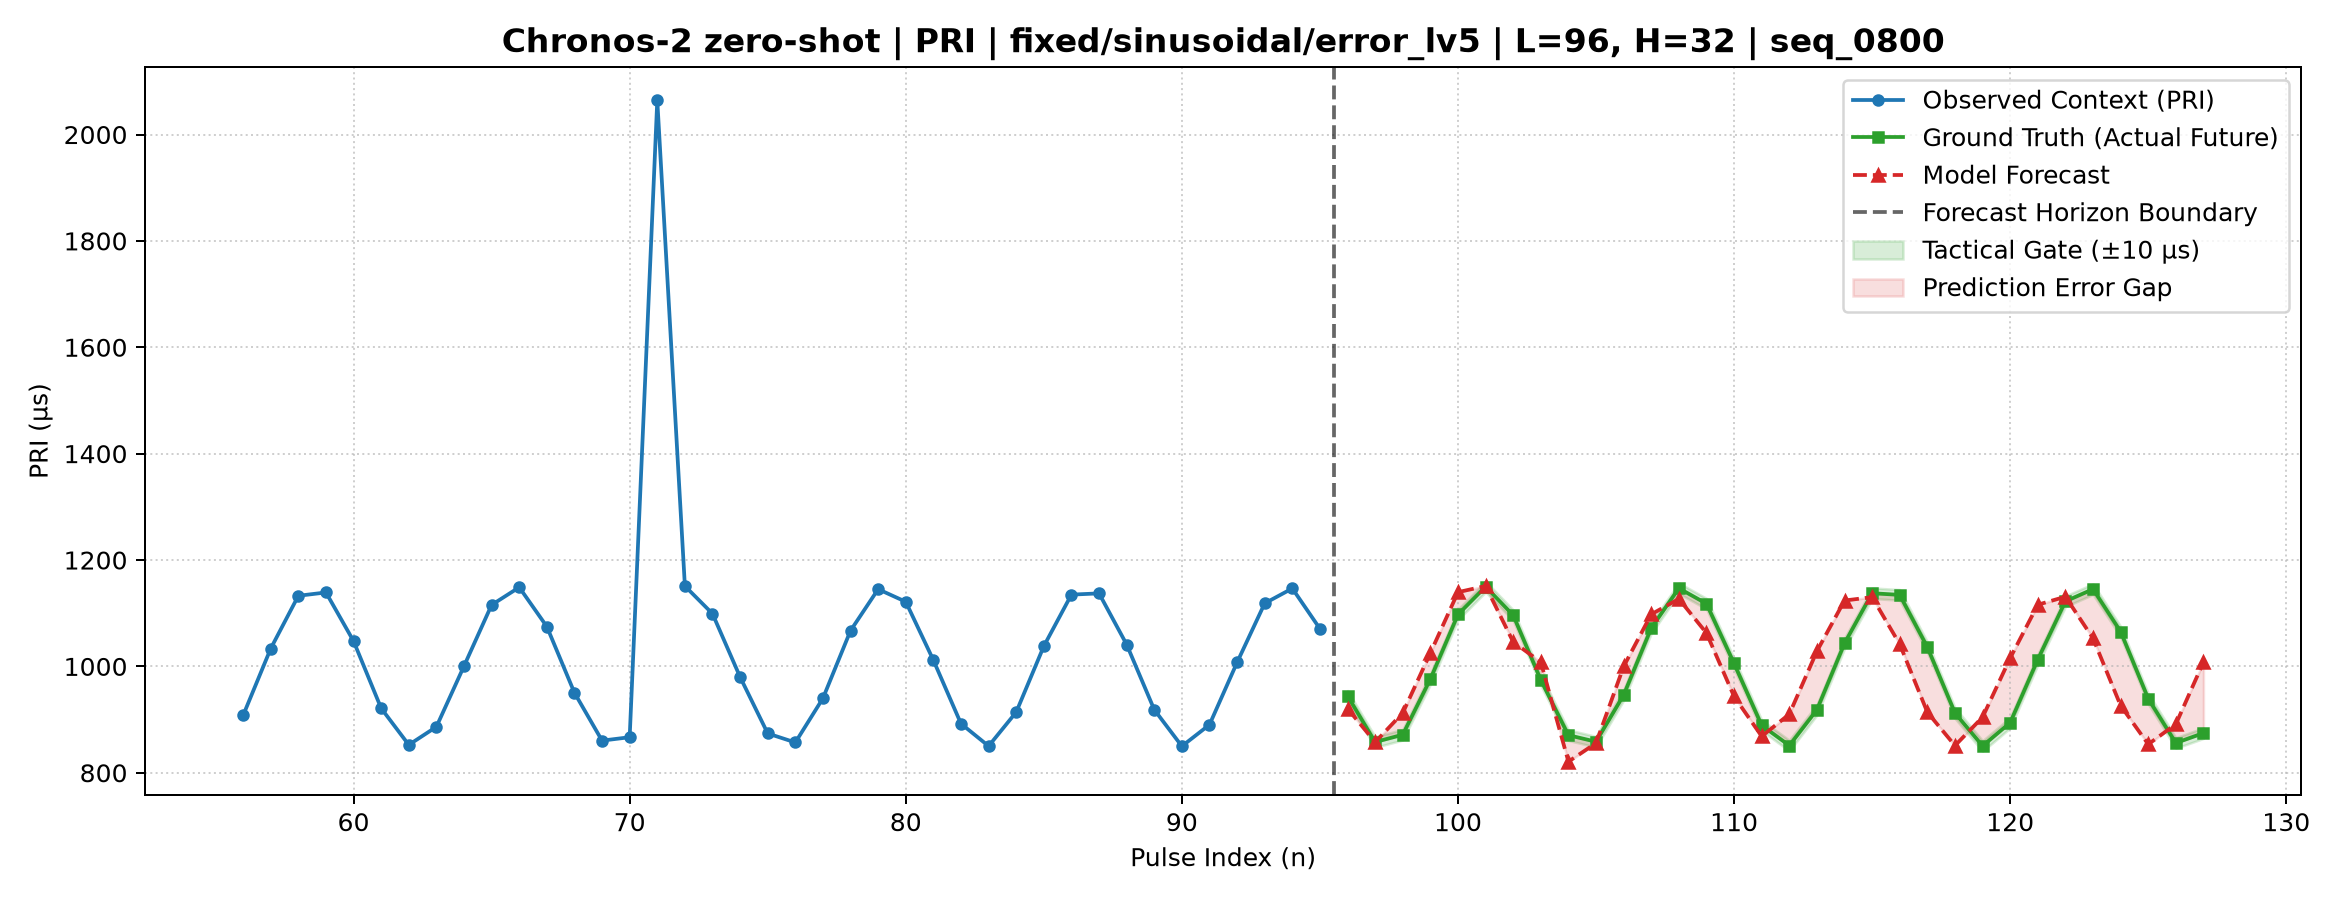 Chronos-2 zero-shot | PRI | fixed/sinusoidal/error_lv5 | L=96, H=32 | seq_0800
Observed Context (PRI)
Ground Truth (Actual Future)
Model Forecast
Forecast Horizon Boundary
Tactical Gate (±10 µs)
Prediction Error Gap
PRI (µs)
2000
1800
1600
1400
1200
1000
800
60 70 80 90 100 110 120 130
Pulse Index (n)